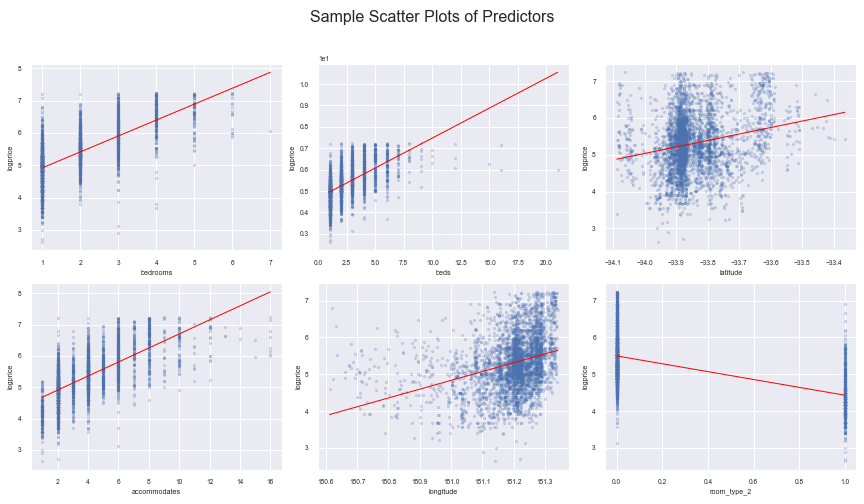 Sample Scatter Plots of Predictors
8
7
6
5
4
3
logprice
1 2 3 4 5 6 7
bedrooms
1e1
1.0
0.9
0.8
0.7
0.6
0.5
0.4
0.3
logprice
0.0 2.5 5.0 7.5 10.0 12.5 15.0 17.5 20.0
beds
7
6
5
4
3
logprice
−34.1 −34.0 −33.9 −33.8 −33.7 −33.6 −33.5 −33.4
latitude
8
7
6
5
4
3
logprice
2 4 6 8 10 12 14 16
accommodates
7
6
5
4
3
logprice
150.6 150.7 150.8 150.9 151.0 151.1 151.2 151.3
longitude
7
6
5
4
3
logprice
0.0 0.2 0.4 0.6 0.8 1.0
room_type_2